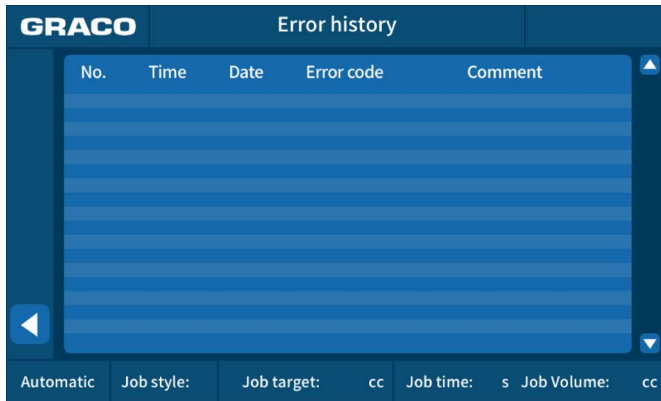 GRACO Error history
No. Time Date Error code Comment
Automatic Job style: Job target: cc Job time: s Job Volume: cc